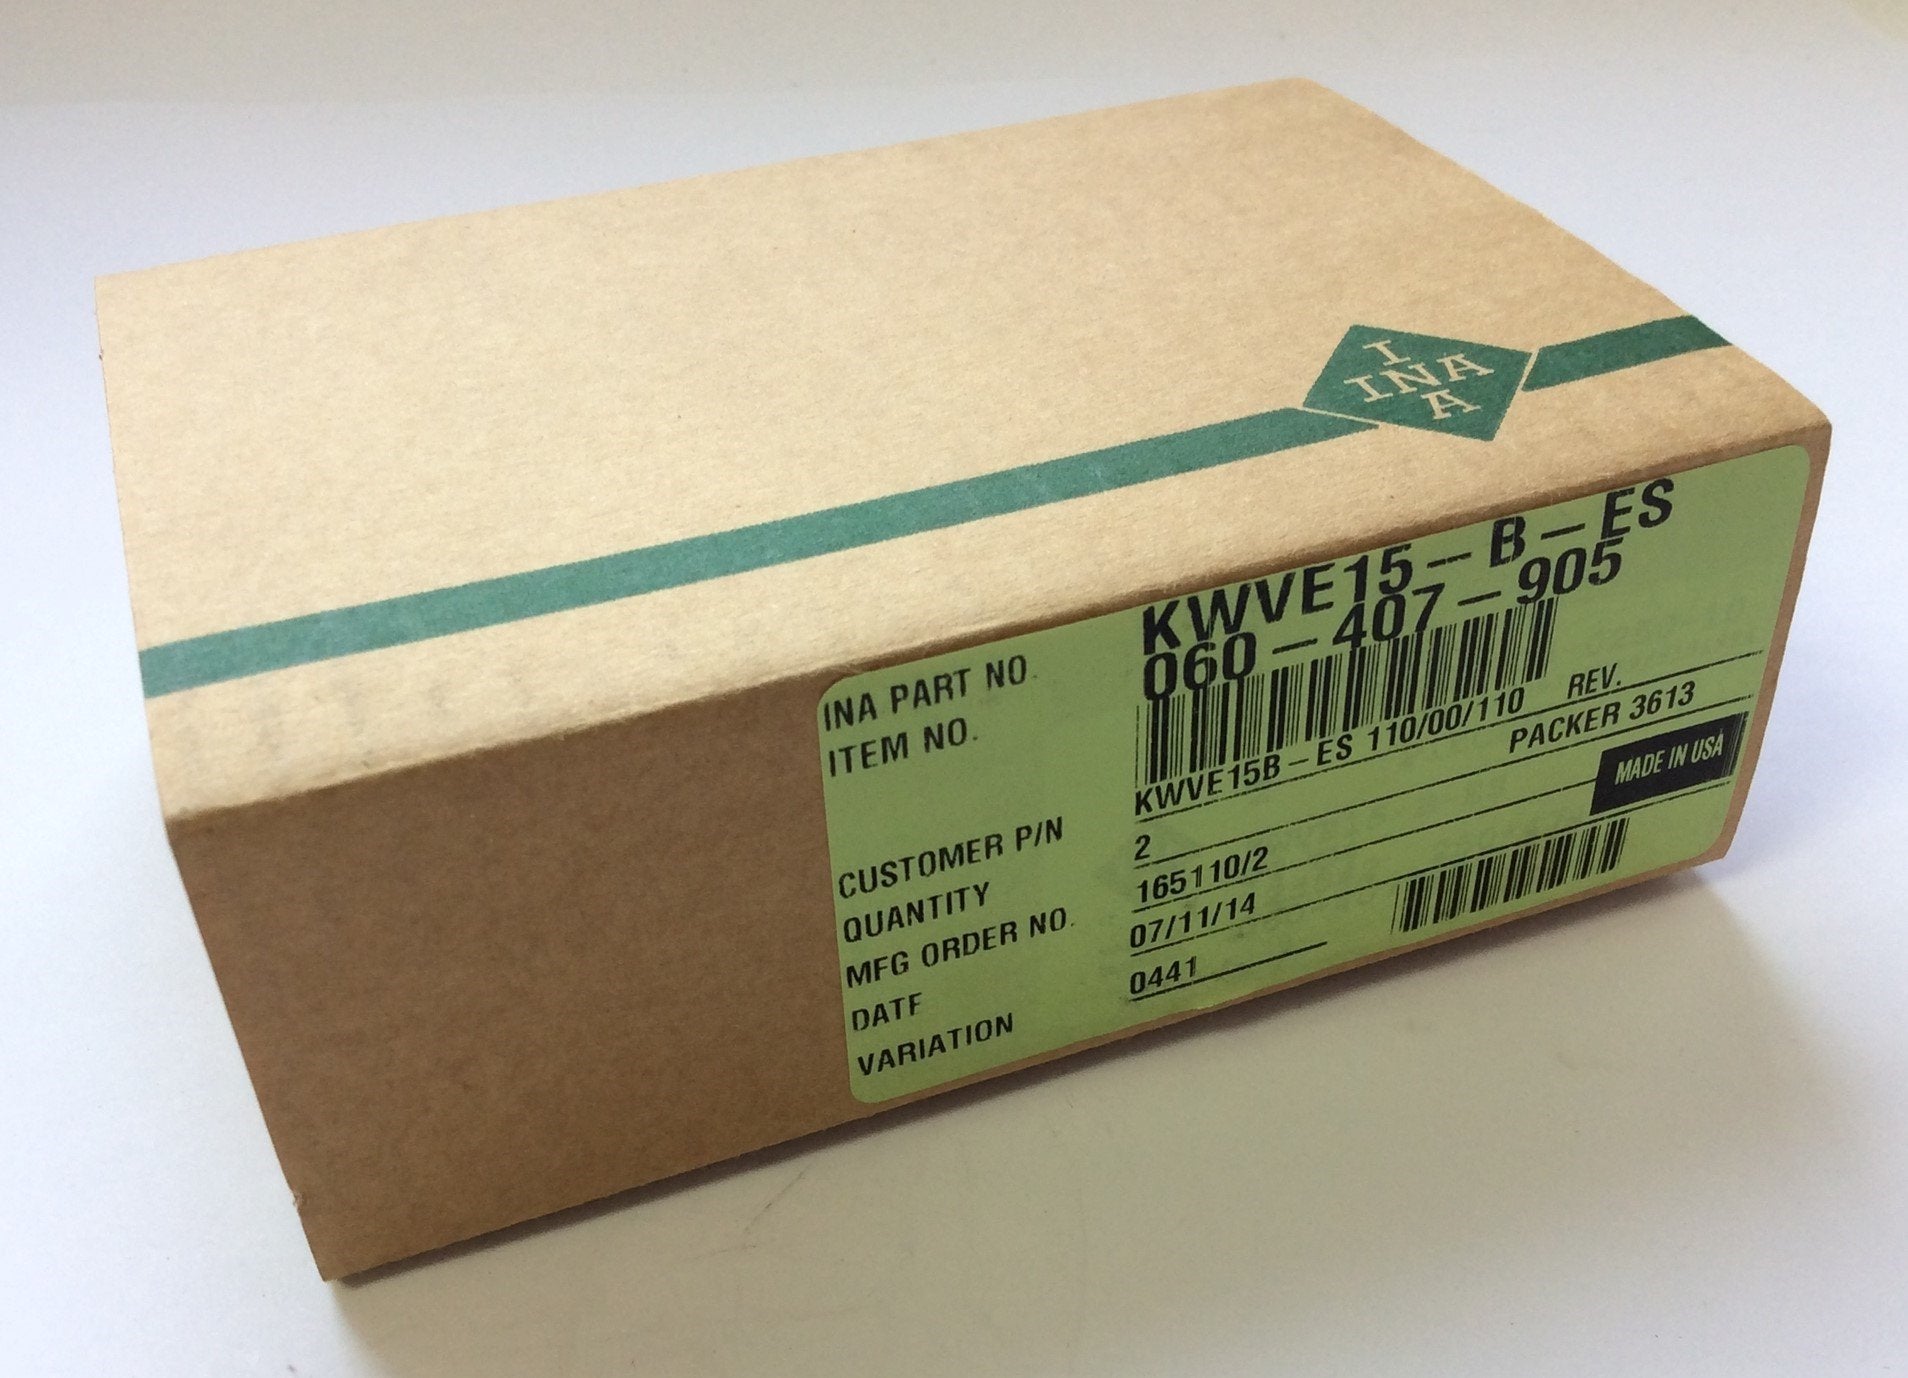 I
INA
A
INA PART NO. KWVE15-B-ES
ITEM NO. 060-407-905
CUSTOMER P/N KWVE15B-ES 110/00/110 REV.
QUANTITY 2 PACKER 3613
MFG ORDER NO. 165110/2 MADE IN USA
DATE 07/11/14
VARIATION 0441